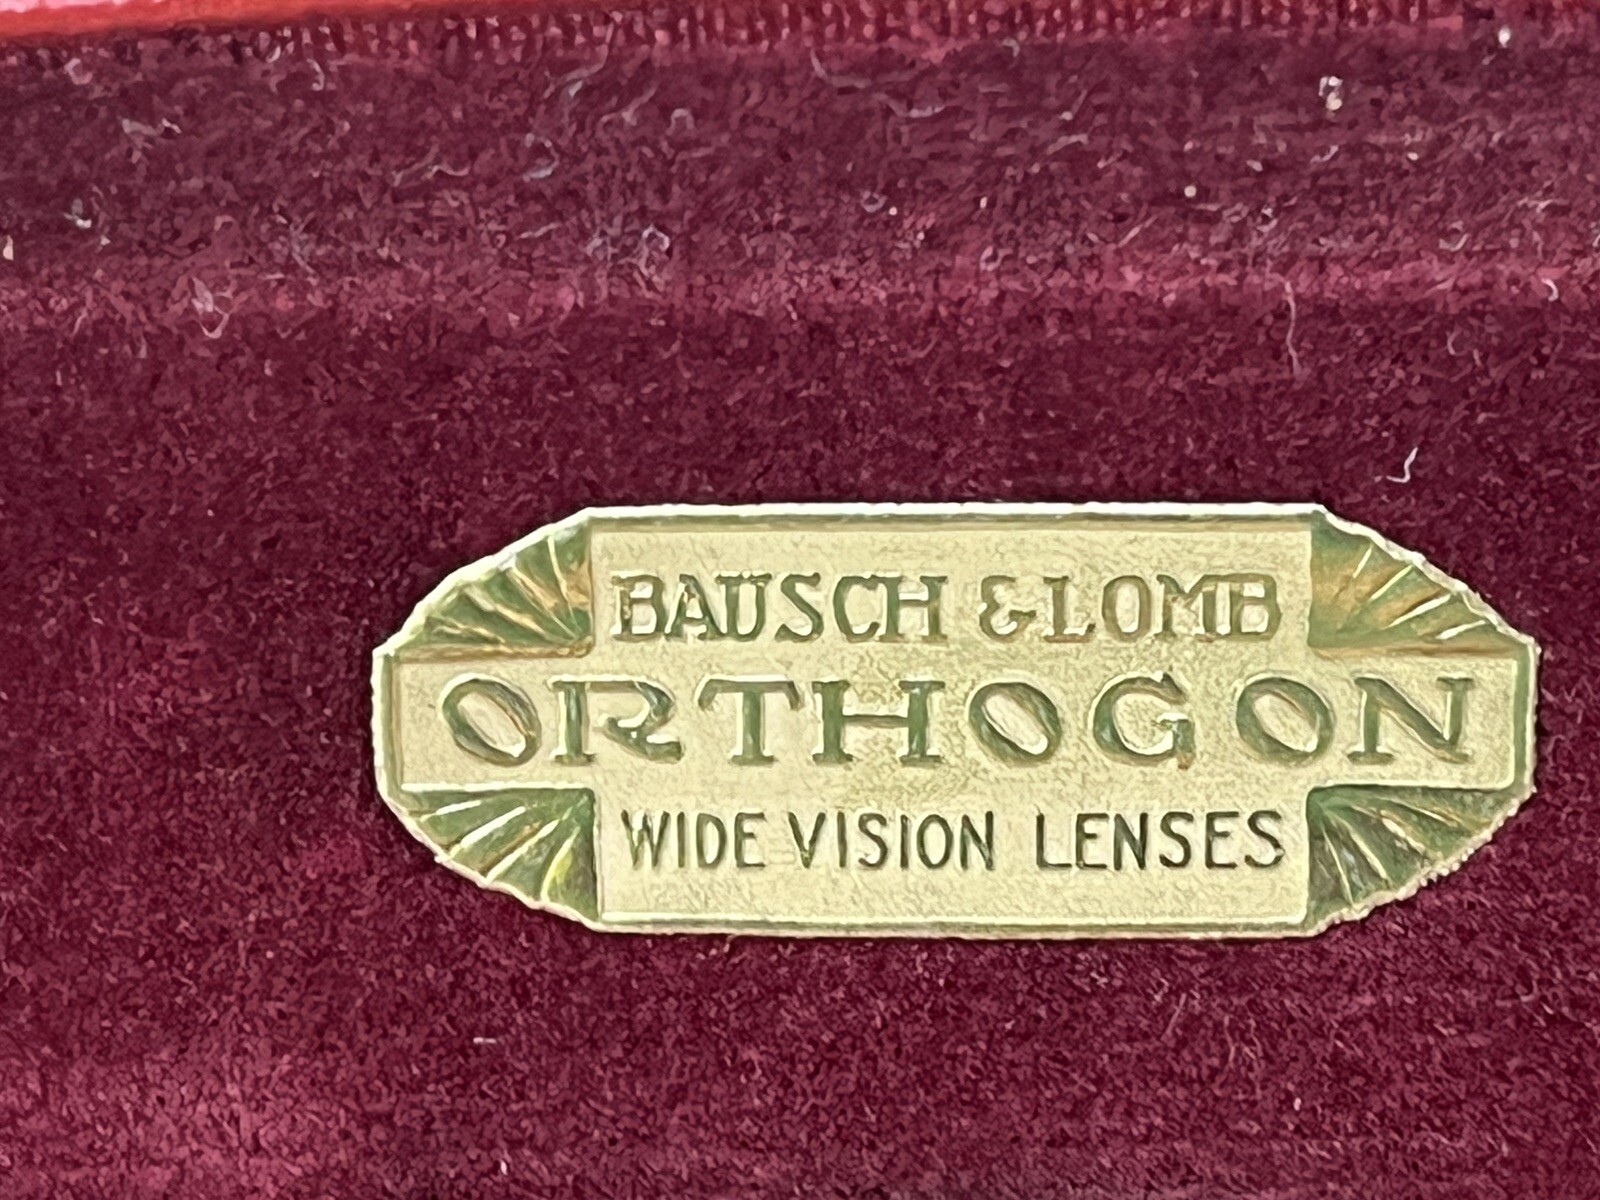 BAUSCH & LOMB
ORTHOGON
WIDE VISION LENSES